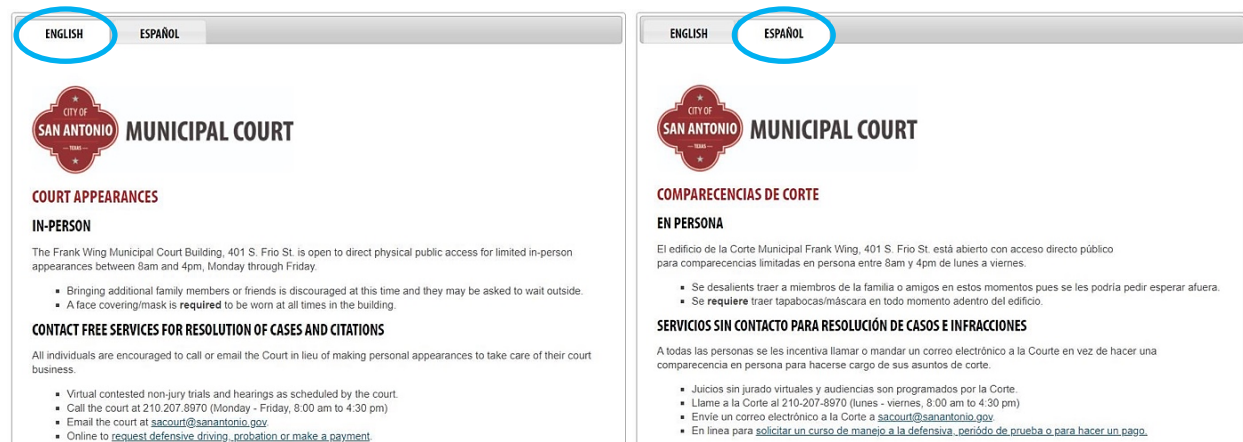 ENGLISH
ESPAÑOL
CITY OF
SAN ANTONIO
TEXAS
MUNICIPAL COURT
COURT APPEARANCES
IN-PERSON
The Frank Wing Municipal Court Building, 401 S. Frio St. is open to direct physical public access for limited in-person
appearances between 8am and 4pm, Monday through Friday.
Bringing additional family members or friends is discouraged at this time and they may be asked to wait outside.
A face covering/mask is required to be worn at all times in the building.
CONTACT FREE SERVICES FOR RESOLUTION OF CASES AND CITATIONS
All individuals are encouraged to call or email the Court in lieu of making personal appearances to take care of their court
business.
Virtual contested non-jury trials and hearings as scheduled by the court.
Call the court at 210.207.8970 (Monday - Friday, 8:00 am to 4:30 pm)
Email the court at sacourt@sanantonio.gov.
Online to request defensive driving, probation or make a payment.
ENGLISH
ESPAÑOL
CITY OF
SAN ANTONIO
TEXAS
MUNICIPAL COURT
COMPARECENCIAS DE CORTE
EN PERSONA
El edificio de la Corte Municipal Frank Wing, 401 S. Frio St. está abierto con acceso directo público
para comparecencias limitadas en persona entre 8am y 4pm de lunes a viernes.
Se desalients traer a miembros de la familia o amigos en estos momentos pues se les podría pedir esperar afuera.
Se requiere traer tapabocas/máscara en todo momento adentro del edificio.
SERVICIOS SIN CONTACTO PARA RESOLUCIÓN DE CASOS E INFRACCIONES
A todas las personas se les incentiva llamar o mandar un correo electrónico a la Courte en vez de hacer una
comparecencia en persona para hacerse cargo de sus asuntos de corte.
Juicios sin jurado virtuales y audiencias son programados por la Corte.
Llame a la Corte al 210-207-8970 (lunes - viernes, 8:00 am to 4:30 pm)
Envíe un correo electrónico a la Corte a sacourt@sanantonio.gov.
En linea para solicitar un curso de manejo a la defensiva, periódo de prueba o para hacer un pago.